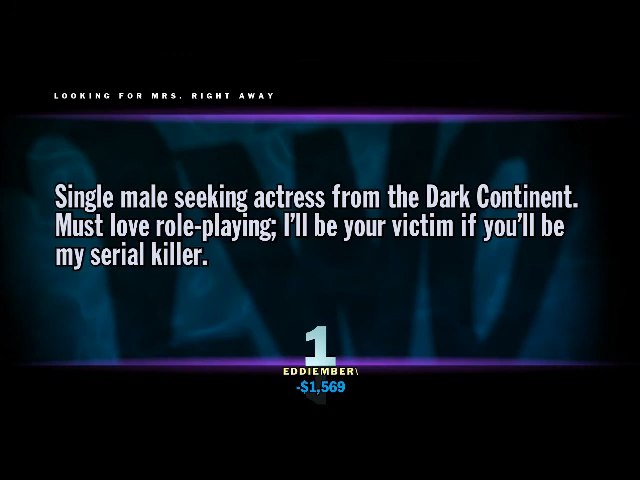 LOOKING FOR MRS. RIGHT AWAY
Single male seeking actress from the Dark Continent.
Must love role-playing; I'll be your victim if you'll be
my serial killer.
1
EDDIEMBER\
-$1,569